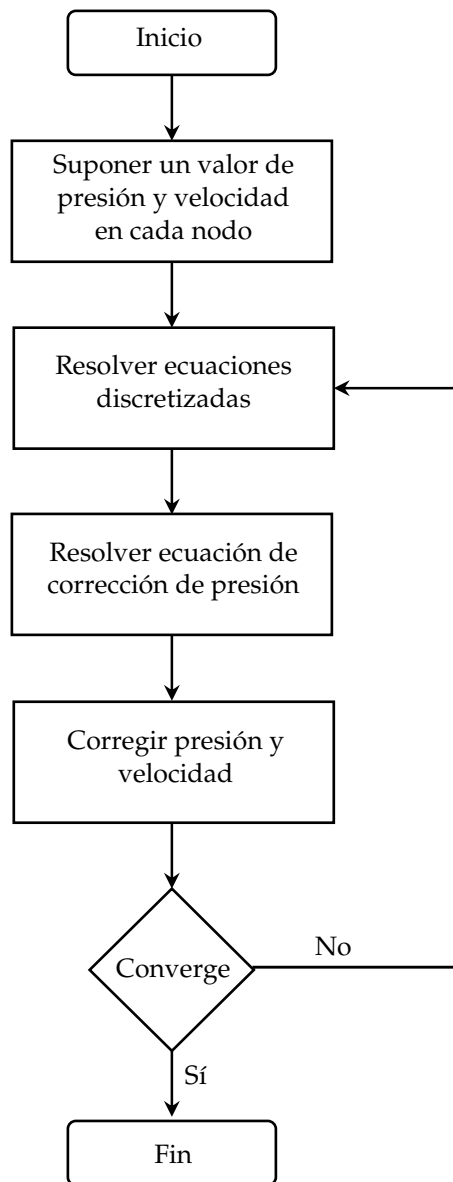 Inicio
Suponer un valor de
presión y velocidad
en cada nodo
Resolver ecuaciones
discretizadas
Resolver ecuación de
corrección de presión
Corregir presión y
velocidad
Converge
No
Sí
Fin